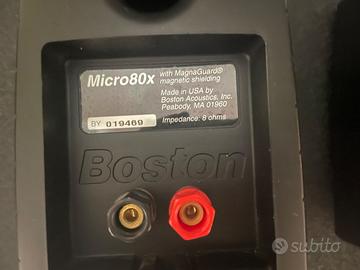 Micro80x
with MagnaGuard®
magnetic shielding
Made in USA by
Boston Acoustics, Inc.
Peabody, MA 01960
BY 019469
Impedance: 8 ohms
Boston
subito